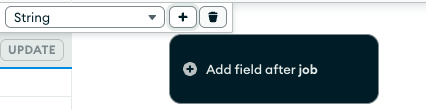 String
UPDATE
Add field after job